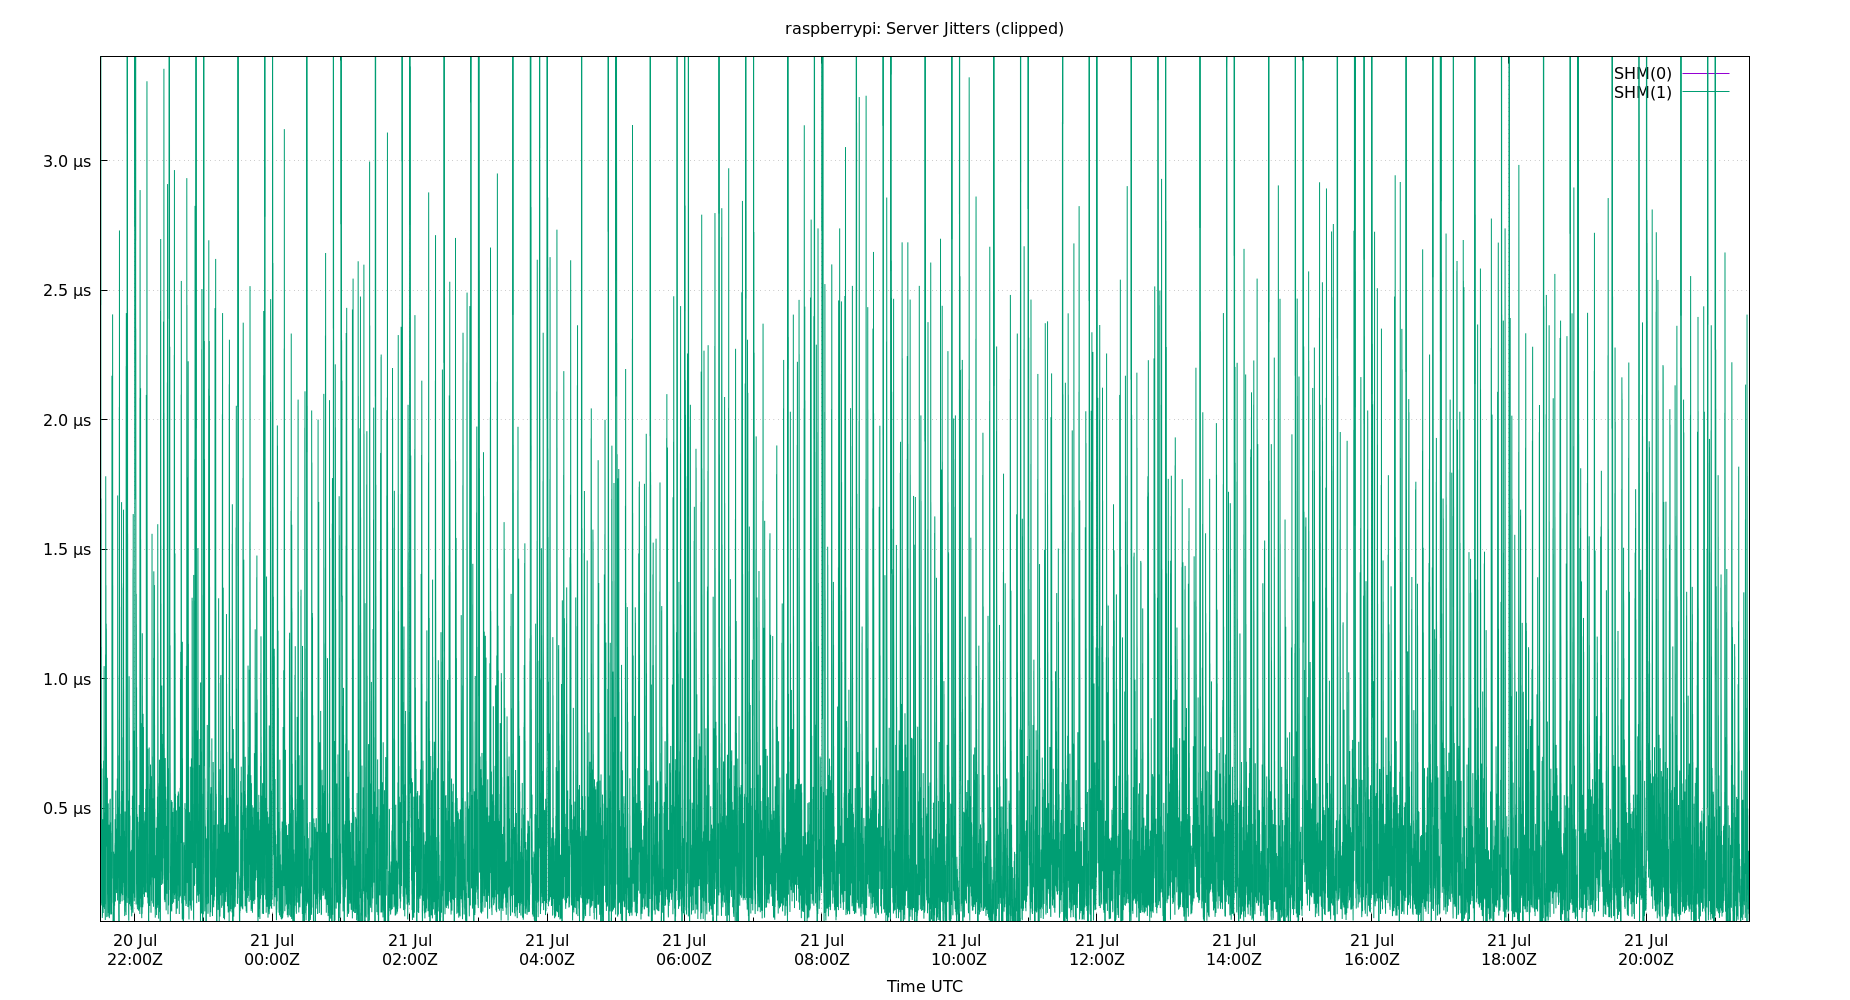 raspberrypi: Server Jitters (clipped)
SHM(0)
SHM(1)
3.0 µs
2.5 µs
2.0 µs
1.5 µs
1.0 µs
0.5 µs
20 Jul 21 Jul 21 Jul 21 Jul 21 Jul 21 Jul 21 Jul 21 Jul 21 Jul 21 Jul 21 Jul 21 Jul
22:00Z 00:00Z 02:00Z 04:00Z 06:00Z 08:00Z 10:00Z 12:00Z 14:00Z 16:00Z 18:00Z 20:00Z
Time UTC